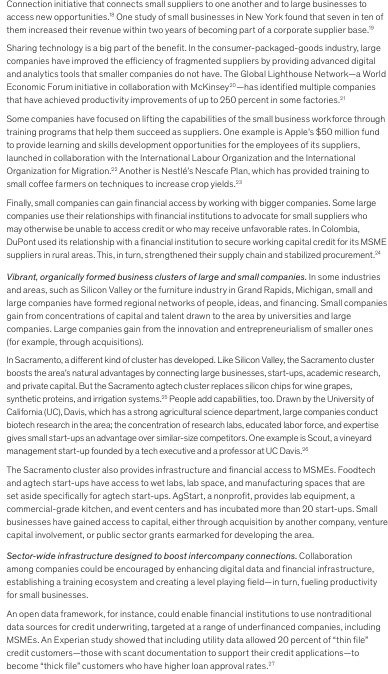 Connection initiative that connects small suppliers to one another and to large businesses to
access new opportunities.¹⁸ One study of small businesses in New York found that seven in ten of
them increased their revenue within two years of becoming part of a corporate supplier base.¹⁹
Sharing technology is a big part of the benefit. In the consumer-packaged-goods industry, large
companies have improved the efficiency of fragmented suppliers by providing advanced digital
and analytics tools that smaller companies do not have. The Global Lighthouse Network—a World
Economic Forum initiative in collaboration with McKinsey²⁰—has identified multiple companies
that have achieved productivity improvements of up to 250 percent in some factories.²¹
Some companies have focused on lifting the capabilities of the small business workforce through
training programs that help them succeed as suppliers. One example is Apple's $50 million fund
to provide learning and skills development opportunities for the employees of its suppliers,
launched in collaboration with the International Labour Organization and the International
Organization for Migration.²² Another is Nestlé's Nescafe Plan, which has provided training to
small coffee farmers on techniques to increase crop yields.²³
Finally, small companies can gain financial access by working with bigger companies. Some large
companies use their relationships with financial institutions to advocate for small suppliers who
may otherwise be unable to access credit or who may receive unfavorable rates. In Colombia,
DuPont used its relationship with a financial institution to secure working capital credit for its MSME
suppliers in rural areas. This, in turn, strengthened their supply chain and stabilized procurement.²⁴
Vibrant, organically formed business clusters of large and small companies. In some industries
and areas, such as Silicon Valley or the furniture industry in Grand Rapids, Michigan, small and
large companies have formed regional networks of people, ideas, and financing. Small companies
gain from concentrations of capital and talent drawn to the area by universities and large
companies. Large companies gain from the innovation and entrepreneurialism of smaller ones
(for example, through acquisitions).
In Sacramento, a different kind of cluster has developed. Like Silicon Valley, the Sacramento cluster
boosts the area's natural advantages by connecting large businesses, start-ups, academic research,
and private capital. But the Sacramento agtech cluster replaces silicon chips for wine grapes,
synthetic proteins, and irrigation systems.²⁵ People add capabilities, too. Drawn by the University of
California (UC), Davis, which has a strong agricultural science department, large companies conduct
biotech research in the area; the concentration of research labs, educated labor force, and expertise
gives small start-ups an advantage over similar-size competitors. One example is Scout, a vineyard
management start-up founded by a tech executive and a professor at UC Davis.²⁶
The Sacramento cluster also provides infrastructure and financial access to MSMEs. Foodtech
and agtech start-ups have access to wet labs, lab space, and manufacturing spaces that are
set aside specifically for agtech start-ups. AgStart, a nonprofit, provides lab equipment, a
commercial-grade kitchen, and event centers and has incubated more than 20 start-ups. Small
businesses have gained access to capital, either through acquisition by another company, venture
capital involvement, or public sector grants earmarked for developing the area.
Sector-wide infrastructure designed to boost intercompany connections. Collaboration
among companies could be encouraged by enhancing digital data and financial infrastructure,
establishing a training ecosystem and creating a level playing field—in turn, fueling productivity
for small businesses.
An open data framework, for instance, could enable financial institutions to use nontraditional
data sources for credit underwriting, targeted at a range of underfinanced companies, including
MSMEs. An Experian study showed that including utility data allowed 20 percent of “thin file”
credit customers—those with scant documentation to support their credit applications—to
become “thick file” customers who have higher loan approval rates.²⁷